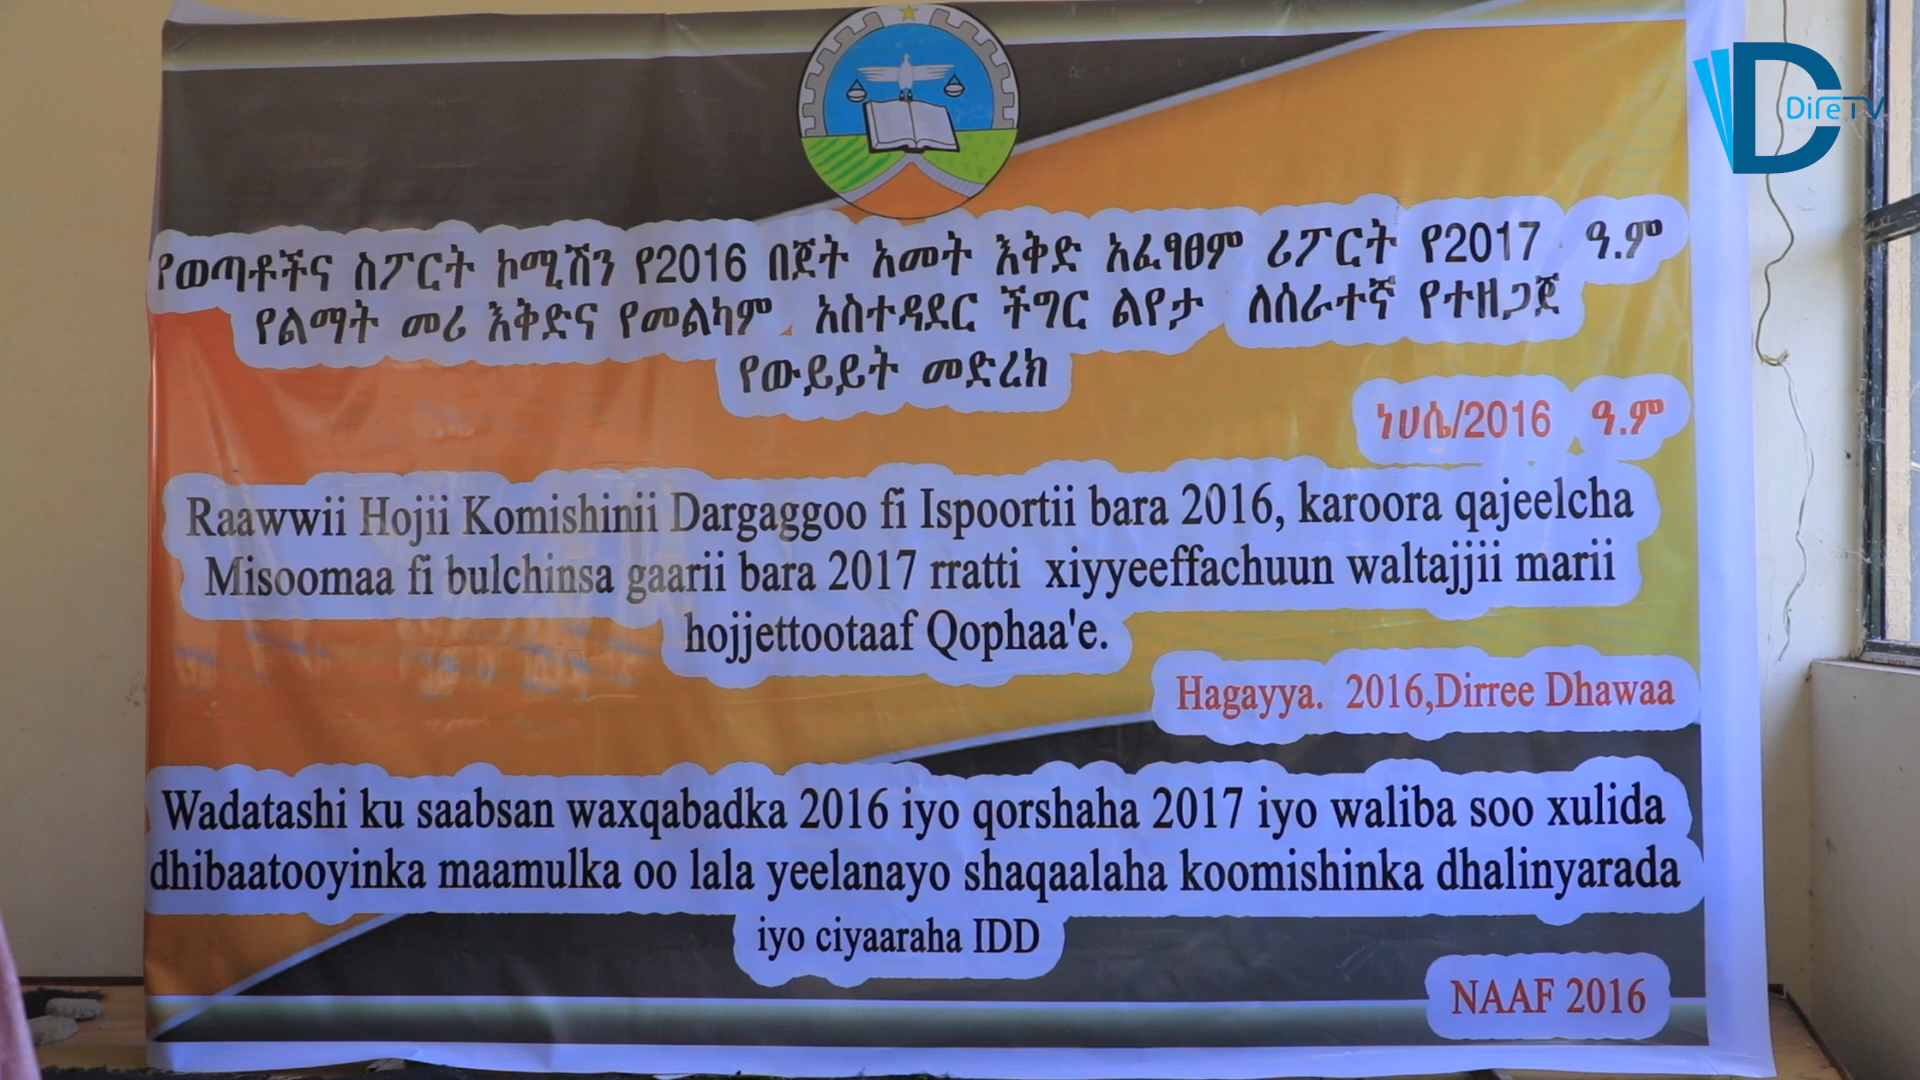 DireTV
የወጣቶችና ስፖርት ኮሚሽን የ2016 በጀት አመት እቅድ አፈፃፀም ሪፖርት የ2017 ዓ.ም
የልማት መሪ እቅድና የመልካም አስተዳደር ችግር ልየታ ለሰራተኛ የተዘጋጀ
የውይይት መድረክ
ነሀሴ/2016 ዓ.ም
Raawwii Hojii Komishinii Dargaggoo fi Ispoortii bara 2016, karoora qajeelcha
Misoomaa fi bulchinsa gaarii bara 2017 rratti xiyyeeffachuun waltajjii marii
hojjettootaaf Qophaa'e.
Hagayya. 2016,Dirree Dhawaa
Wadatashi ku saabsan waxqabadka 2016 iyo qorshaha 2017 iyo waliba soo xulida
dhibaatooyinka maamulka oo lala yeelanayo shaqaalaha koomishinka dhalinyarada
iyo ciyaaraha IDD
NAAF 2016